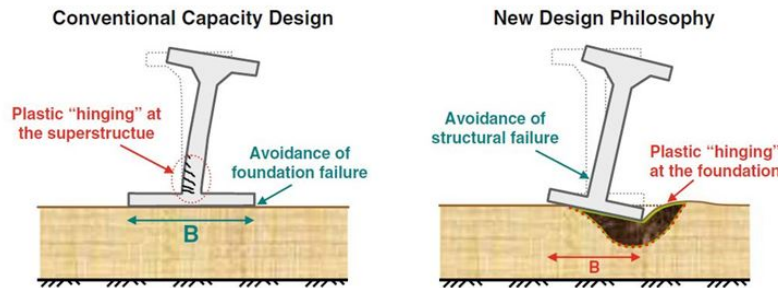 Conventional Capacity Design
New Design Philosophy
Plastic “hinging” at
the superstructue
Avoidance of
foundation failure
B
Avoidance of
structural failure
Plastic “hinging”
at the foundation
B